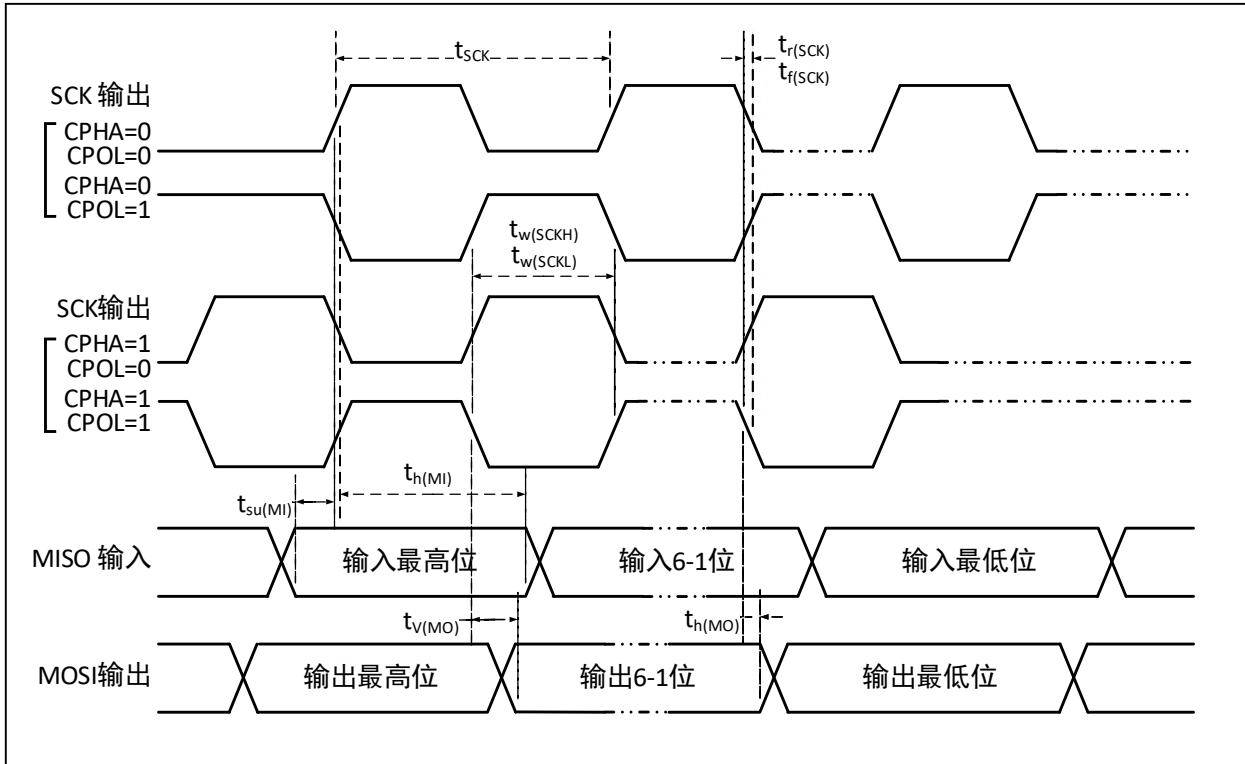 tSCK
tr(SCK)
tf(SCK)
SCK 输出
CPHA=0
CPOL=0
CPHA=0
CPOL=1
tw(SCKH)
tw(SCKL)
SCK输出
CPHA=1
CPOL=0
CPHA=1
CPOL=1
th(MI)
tsu(MI)
MISO 输入
输入最高位
输入6-1位
输入最低位
tV(MO)
th(MO)
MOSI输出
输出最高位
输出6-1位
输出最低位